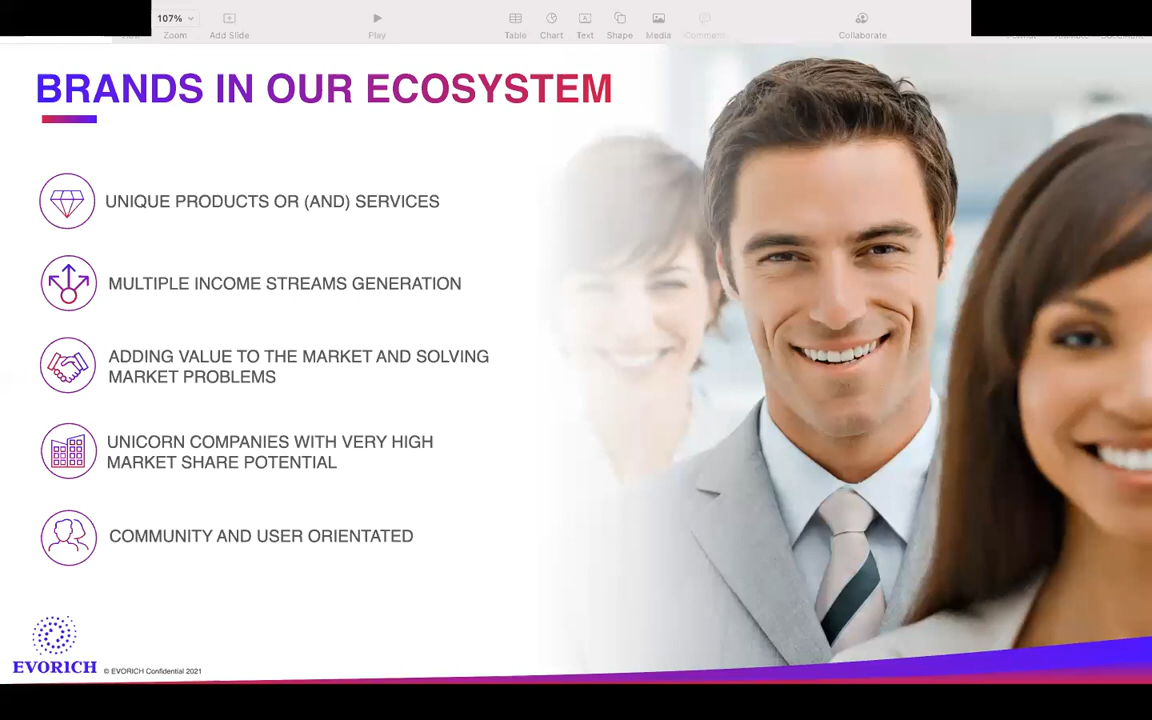 107%
Zoom
Add Slide
Play
Table
Chart
Text
Shape
Media
Comment
Collaborate
BRANDS IN OUR ECOSYSTEM
UNIQUE PRODUCTS OR (AND) SERVICES
MULTIPLE INCOME STREAMS GENERATION
ADDING VALUE TO THE MARKET AND SOLVING
MARKET PROBLEMS
UNICORN COMPANIES WITH VERY HIGH
MARKET SHARE POTENTIAL
COMMUNITY AND USER ORIENTATED
EVORICH
© EVORICH Confidential 2021